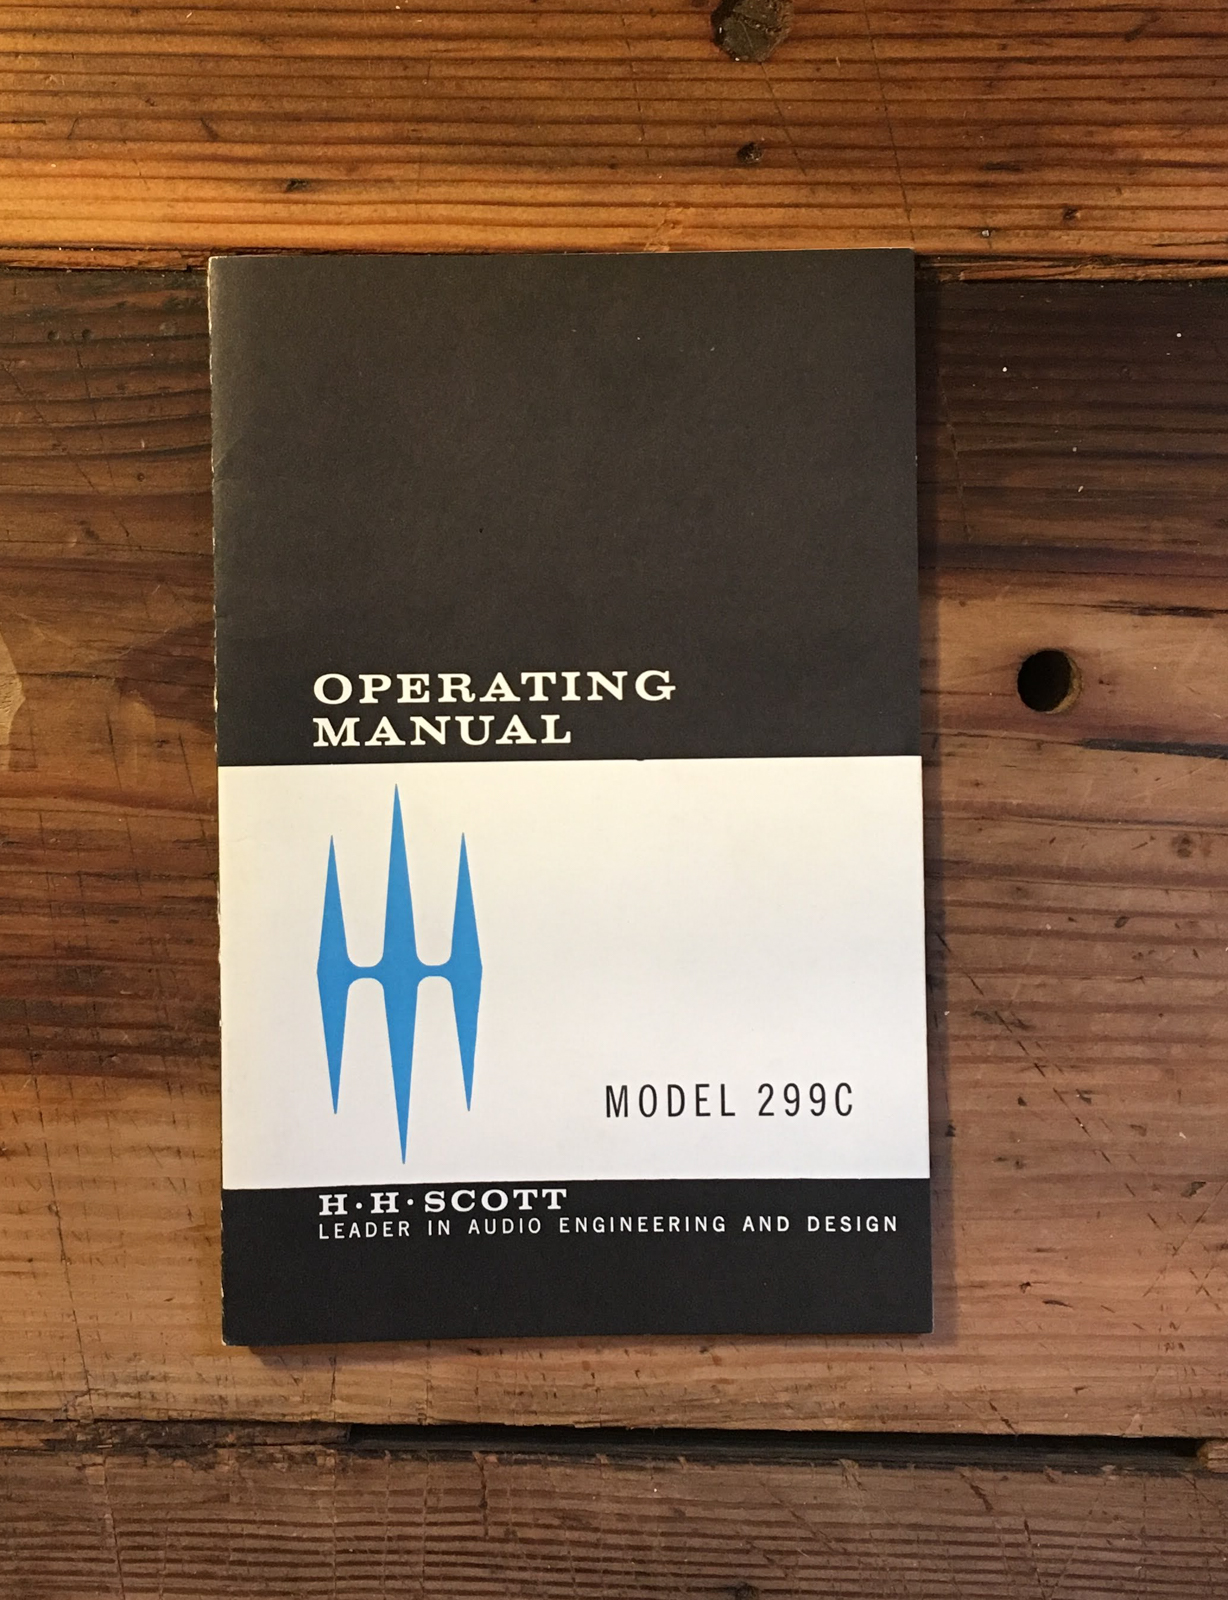 OPERATING
MANUAL
MODEL 299C
H·H·SCOTT
LEADER IN AUDIO ENGINEERING AND DESIGN